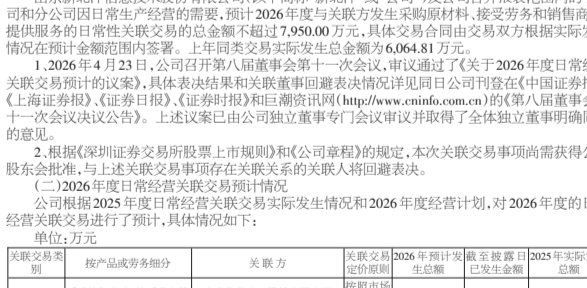 司和分公司因日常生产经营的需要，预计2026年度与关联方发生采购原材料、接受劳务和销售商
提供服务的日常性关联交易的总金额不超过7,950.00万元，具体交易合同由交易双方根据实际
情况在预计金额范围内签署。上年同类交易实际发生总金额为6,064.81万元。
1、2026年4月23日，公司召开第八届董事会第十一次会议，审议通过了《关于2026年度日常经
关联交易预计的议案》，具体表决结果和关联董事回避表决情况详见同日公司刊登在《中国证券报
《上海证券报》、《证券日报》、《证券时报》和巨潮资讯网（http://www.cninfo.com.cn）的《第八届董事会
十一次会议决议公告》。上述议案已由公司独立董事专门会议审议并取得了全体独立董事明确同
的意见。
2、根据《深圳证券交易所股票上市规则》和《公司章程》的规定，本次关联交易事项尚需获得公
股东会批准，与上述关联交易事项存在关联关系的关联人将回避表决。
（二）2026年度日常经营关联交易预计情况
公司根据2025年度日常经营关联交易实际发生情况和2026年度经营计划，对2026年度的日
经营关联交易进行了预计，具体情况如下：
单位：万元
关联交易类别 按产品或劳务细分 关联方 关联交易定价原则 2026年预计发生总额 截至披露日已发生金额 2025年实际总额
按照市场